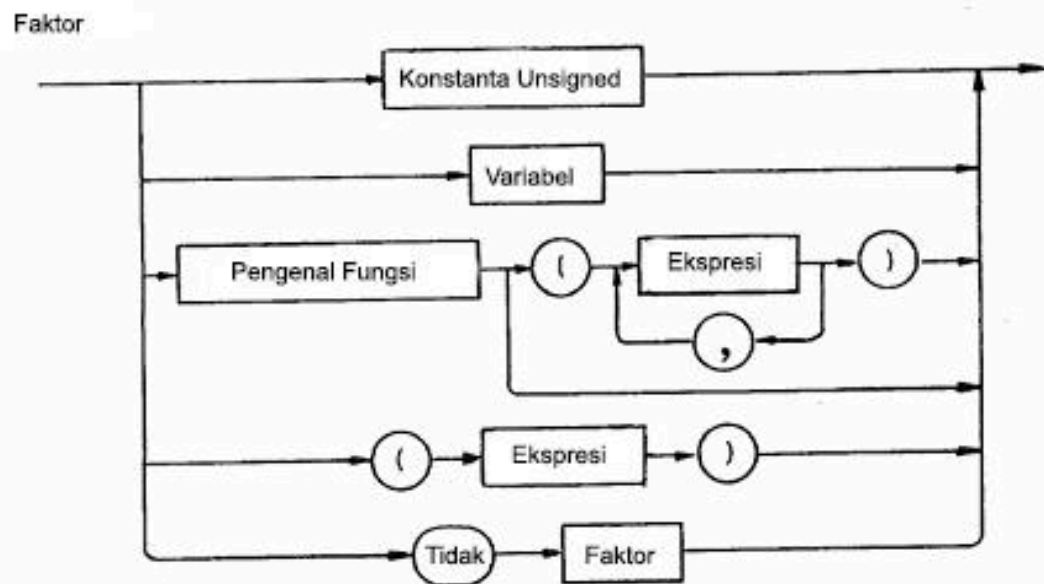 Faktor
Konstanta Unsigned
Variabel
Pengenal Fungsi ( Ekspresi )
,
( Ekspresi )
Tidak Faktor